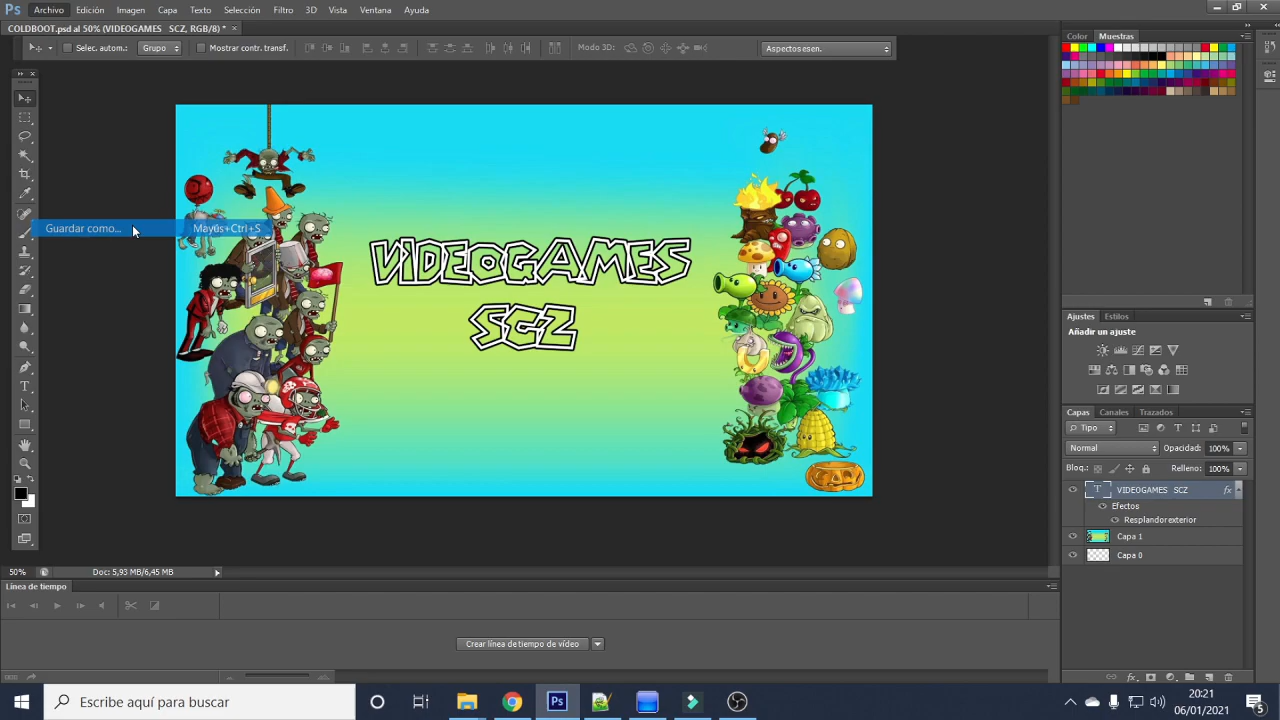 Ps Archivo Edición Imagen Capa Texto Selección Filtro 3D Vista Ventana Ayuda
COLDBOOT.psd al 50% (VIDEOGAMES SCZ, RGB/8) *
Selec. autom.: Grupo Mostrar contr. transf. Modo 3D: Aspectos esen.
Color Muestras
Guardar como... Mayús+Ctrl+S
VIDEOGAMES
SCZ
Ajustes Estilos
Añadir un ajuste
Capas Canales Trazados
Tipo
Normal Opacidad: 100%
Bloq.: Relleno: 100%
T VIDEOGAMES SCZ fx
Efectos
Resplandor exterior
Capa 1
Capa 0
50% Doc: 5,93 MB/6,45 MB
Línea de tiempo
Crear línea de tiempo de vídeo
Escribe aquí para buscar
Ps
20:21
06/01/2021
5